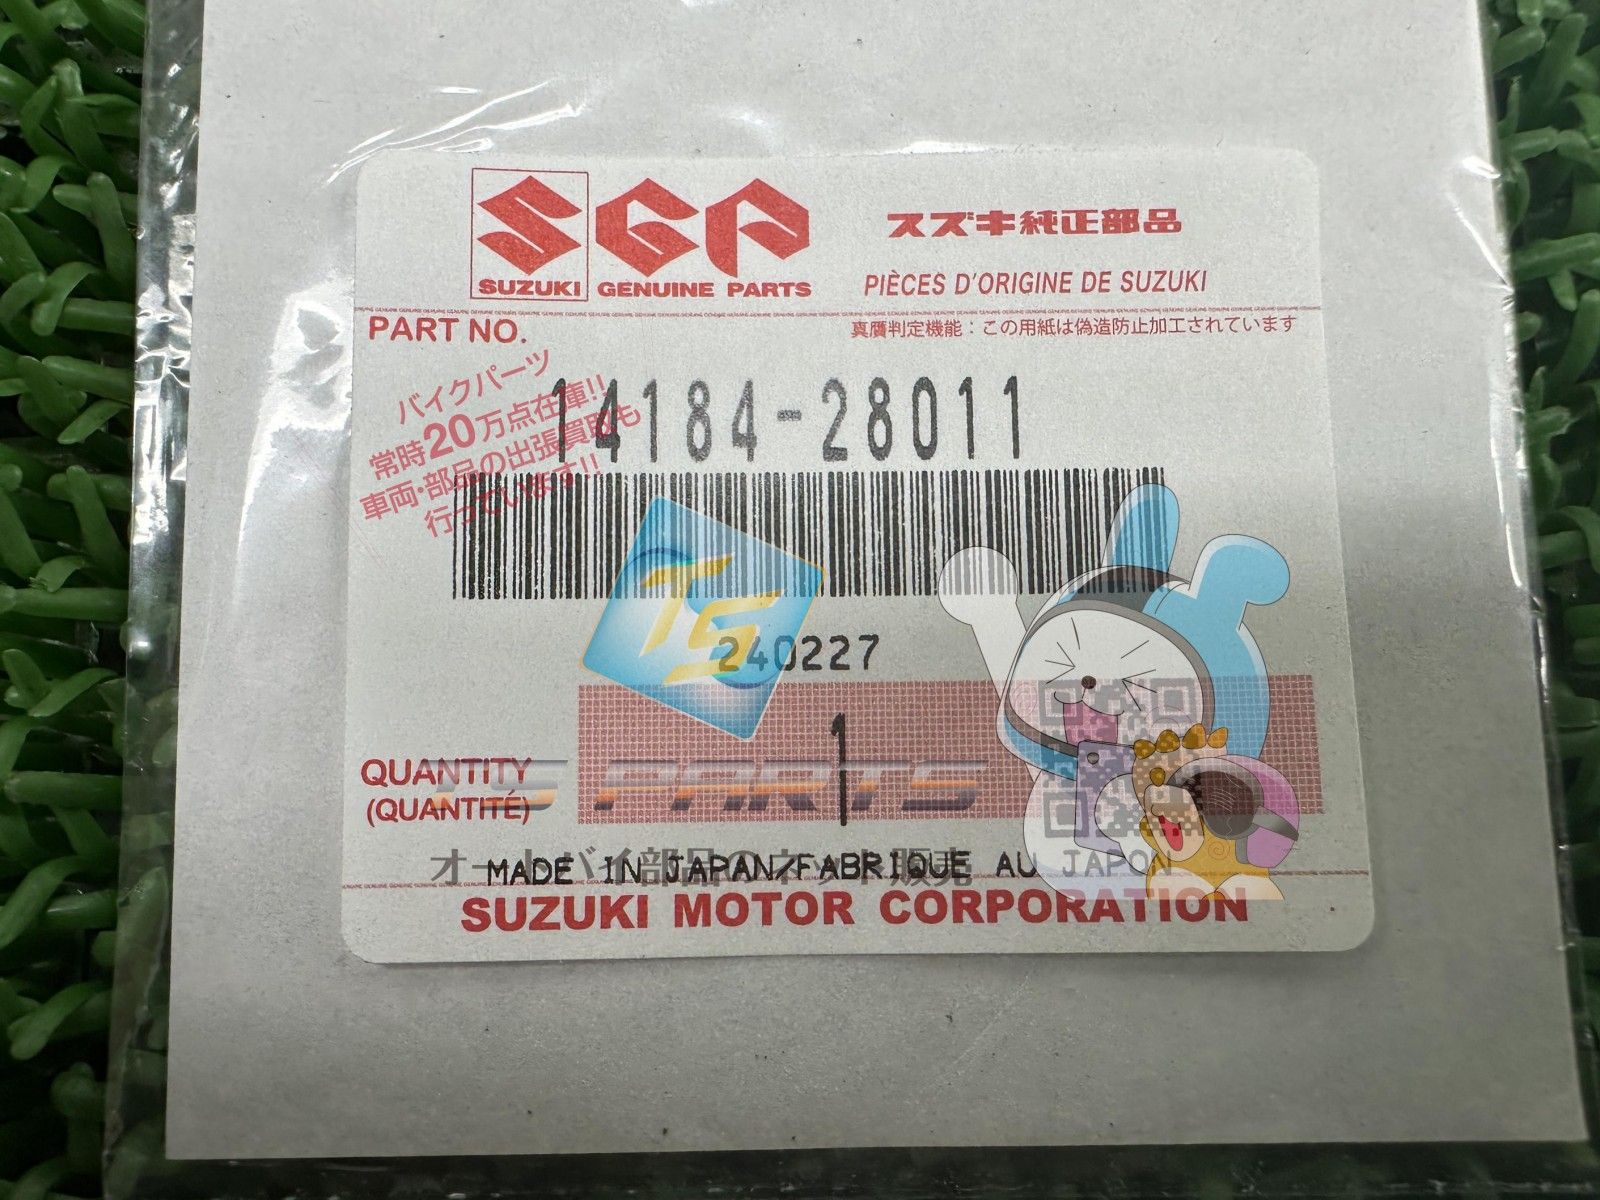 SUZUKI GENUINE PARTS
スズキ純正部品
PIÈCES D'ORIGINE DE SUZUKI
PART NO.
真贋判定機能：この用紙は偽造防止加工されています
バイクパーツ
常時20万点在庫!!
車両・部品の出張買取も
行っています!!
14184-28011
TS
240227
QUANTITY
(QUANTITÉ)
1
TS PARTS
オートバイ部品のネット販売
MADE IN JAPAN/FABRIQUE AU JAPON
SUZUKI MOTOR CORPORATION